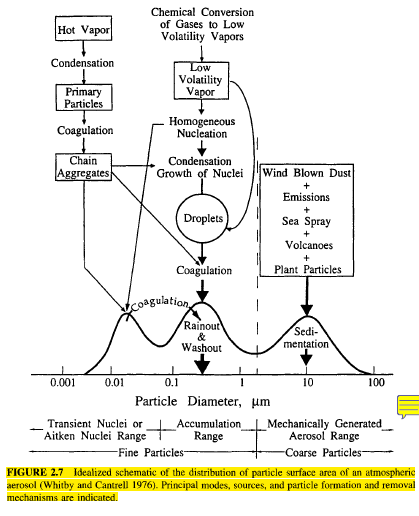 Hot Vapor
Condensation
Primary
Particles
Coagulation
Chain
Aggregates
Chemical Conversion
of Gases to Low
Volatility Vapors
Low
Volatility
Vapor
Homogeneous
Nucleation
Condensation
Growth of Nuclei
Droplets
Coagulation
Wind Blown Dust
+
Emissions
+
Sea Spray
+
Volcanoes
+
Plant Particles
Coagulation
Rainout
&
Washout
Sedi-
mentation
0.001 0.01 0.1 1 10 100
Particle Diameter, µm
Transient Nuclei or
Aitken Nuclei Range
Accumulation
Range
Mechanically Generated
Aerosol Range
Fine Particles
Coarse Particles
FIGURE 2.7 Idealized schematic of the distribution of particle surface area of an atmospheric
aerosol (Whitby and Cantrell 1976). Principal modes, sources, and particle formation and removal
mechanisms are indicated.